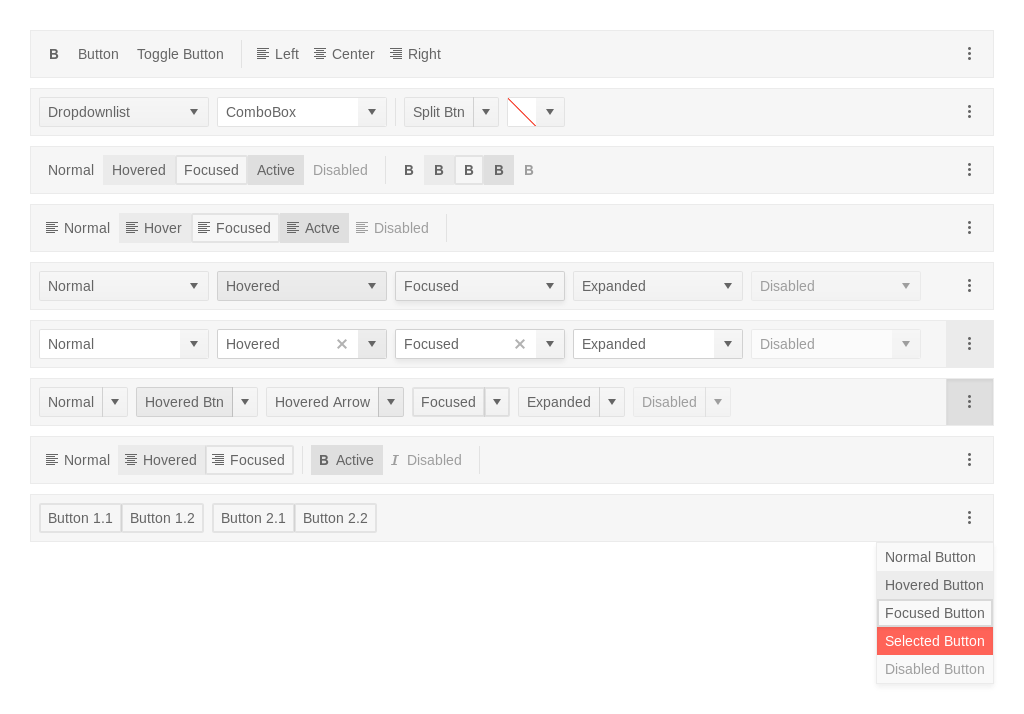 B Button Toggle Button Left Center Right
Dropdownlist ComboBox Split Btn
Normal Hovered Focused Active Disabled B B B B B
Normal Hover Focused Actve Disabled
Normal Hovered Focused Expanded Disabled
Normal Hovered Focused Expanded Disabled
Normal Hovered Btn Hovered Arrow Focused Expanded Disabled
Normal Hovered Focused B Active I Disabled
Button 1.1 Button 1.2 Button 2.1 Button 2.2
Normal Button
Hovered Button
Focused Button
Selected Button
Disabled Button